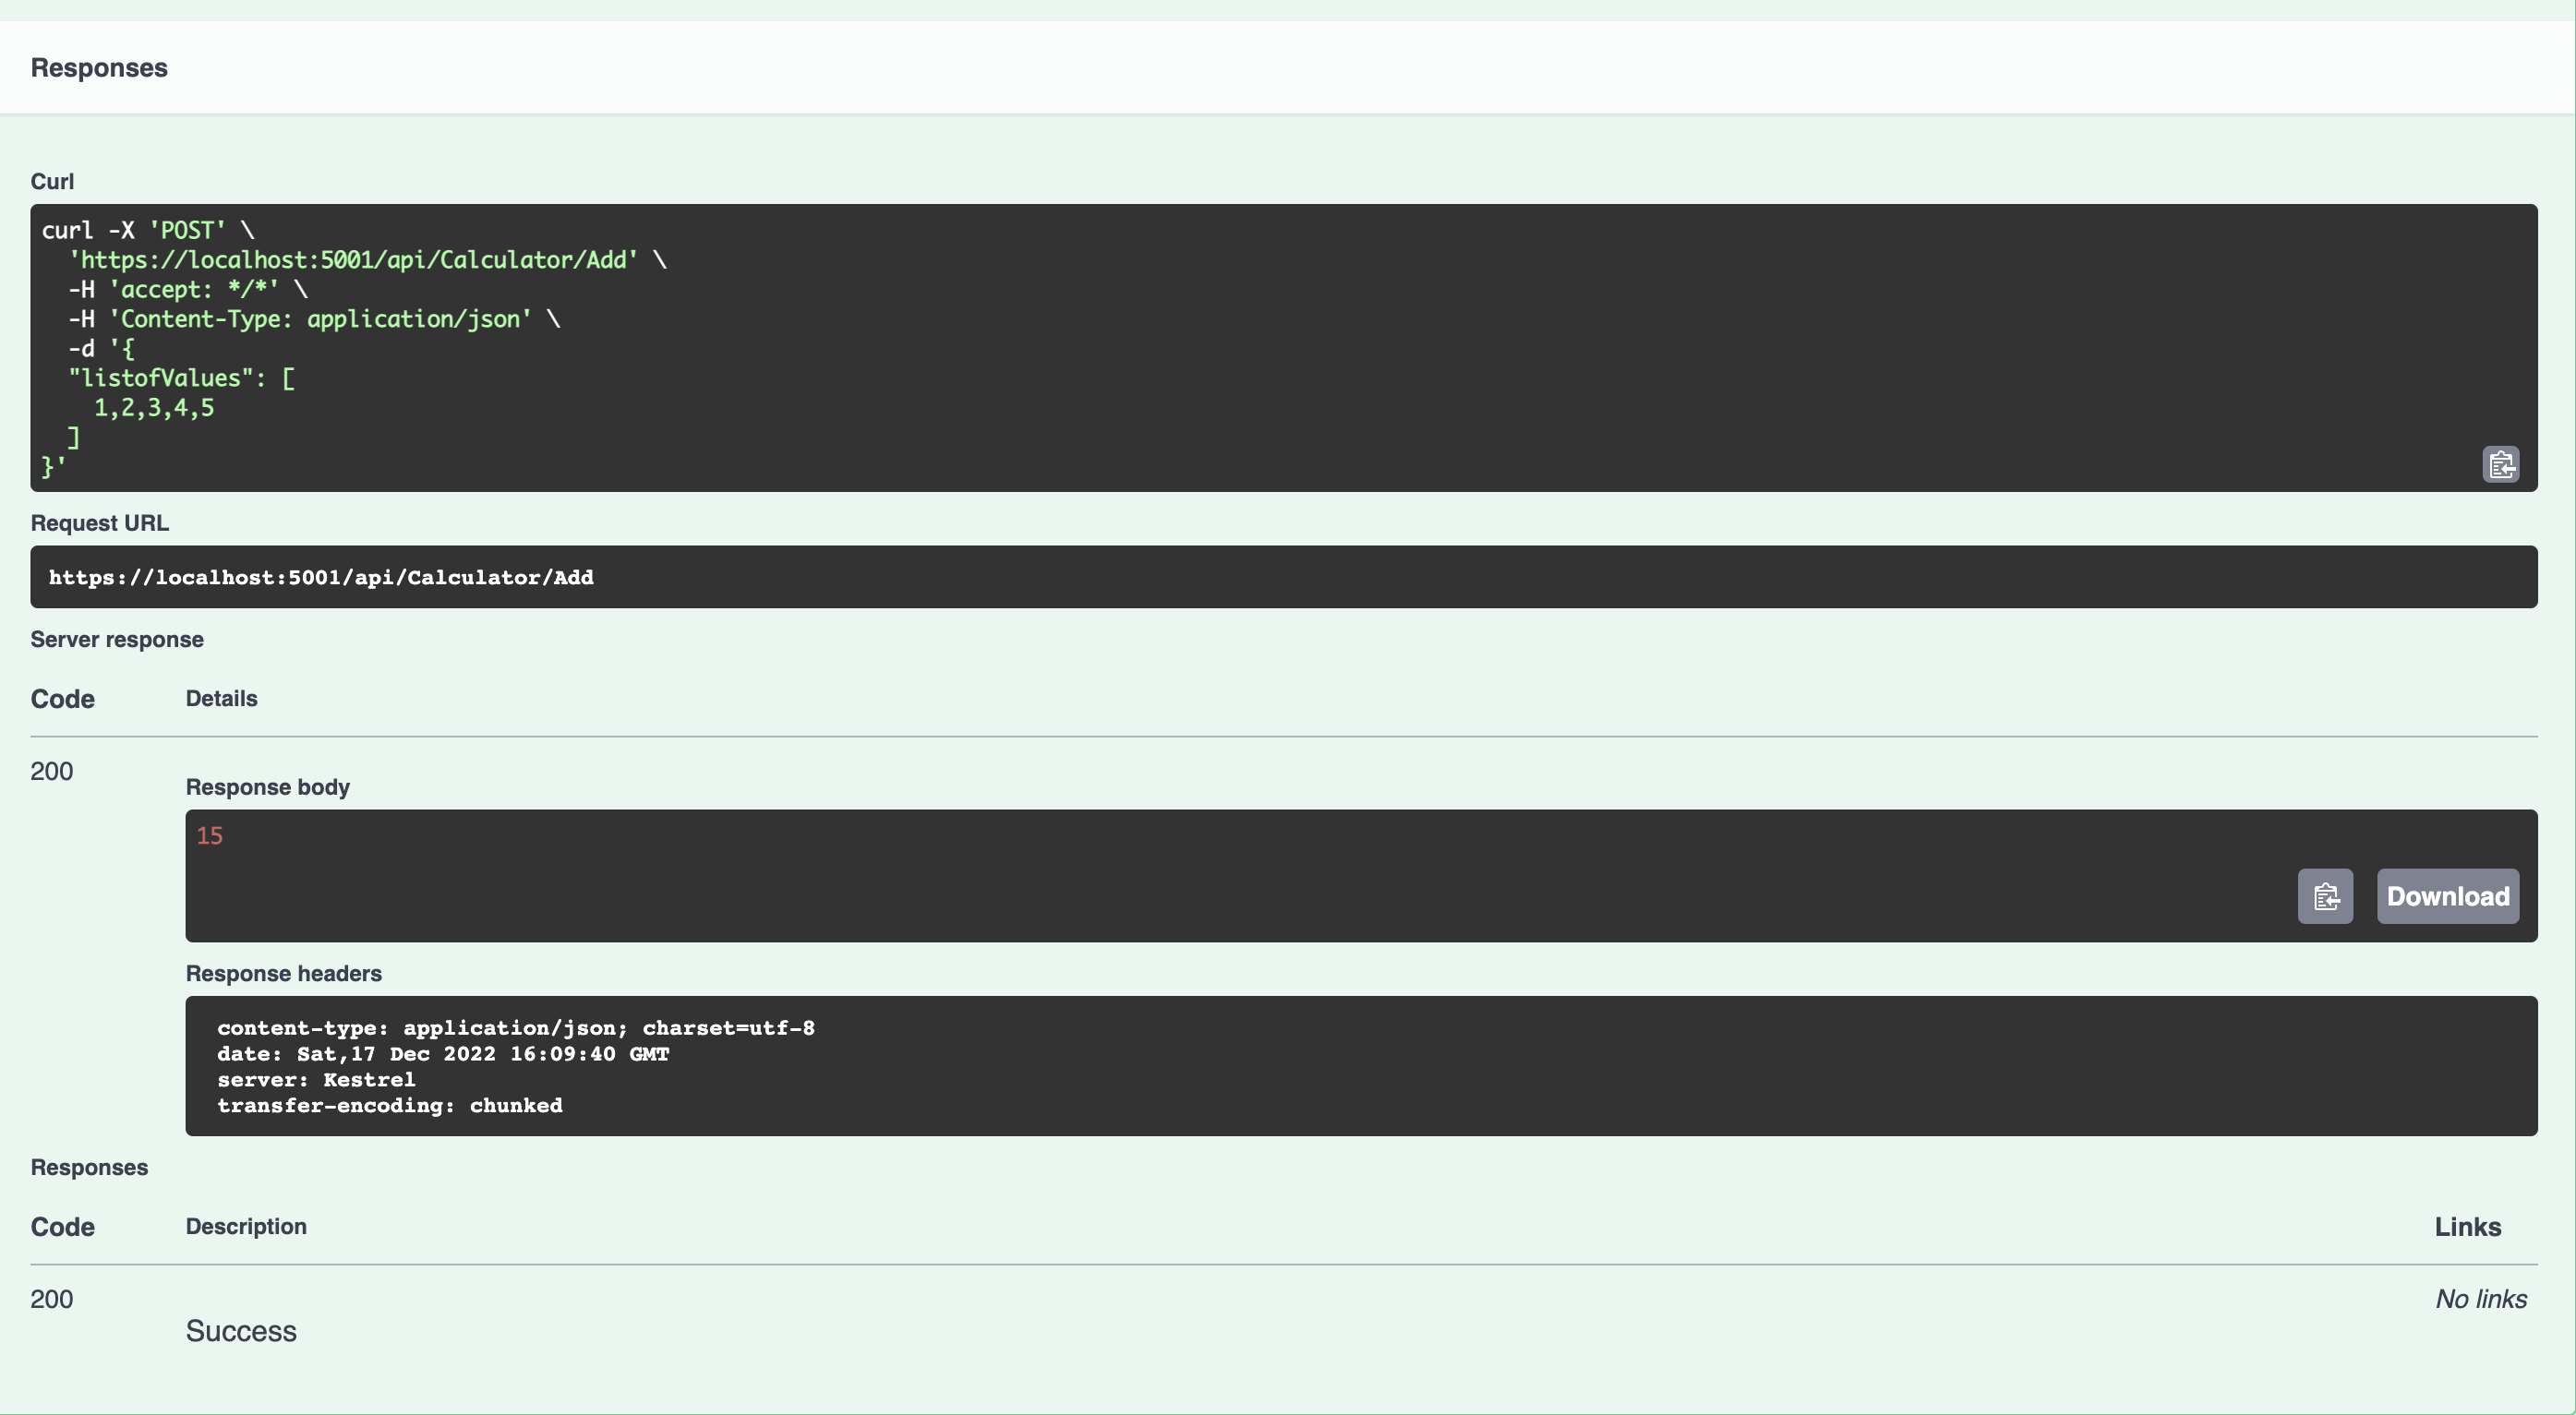 Responses
Curl
curl -X 'POST' \
  'https://localhost:5001/api/Calculator/Add' \
  -H 'accept: */*' \
  -H 'Content-Type: application/json' \
  -d '{
  "listofValues": [
    1,2,3,4,5
  ]
}'
Request URL
https://localhost:5001/api/Calculator/Add
Server response
Code Details
200
Response body
15
Download
Response headers
content-type: application/json; charset=utf-8
date: Sat,17 Dec 2022 16:09:40 GMT
server: Kestrel
transfer-encoding: chunked
Responses
Code Description Links
200 No links
Success